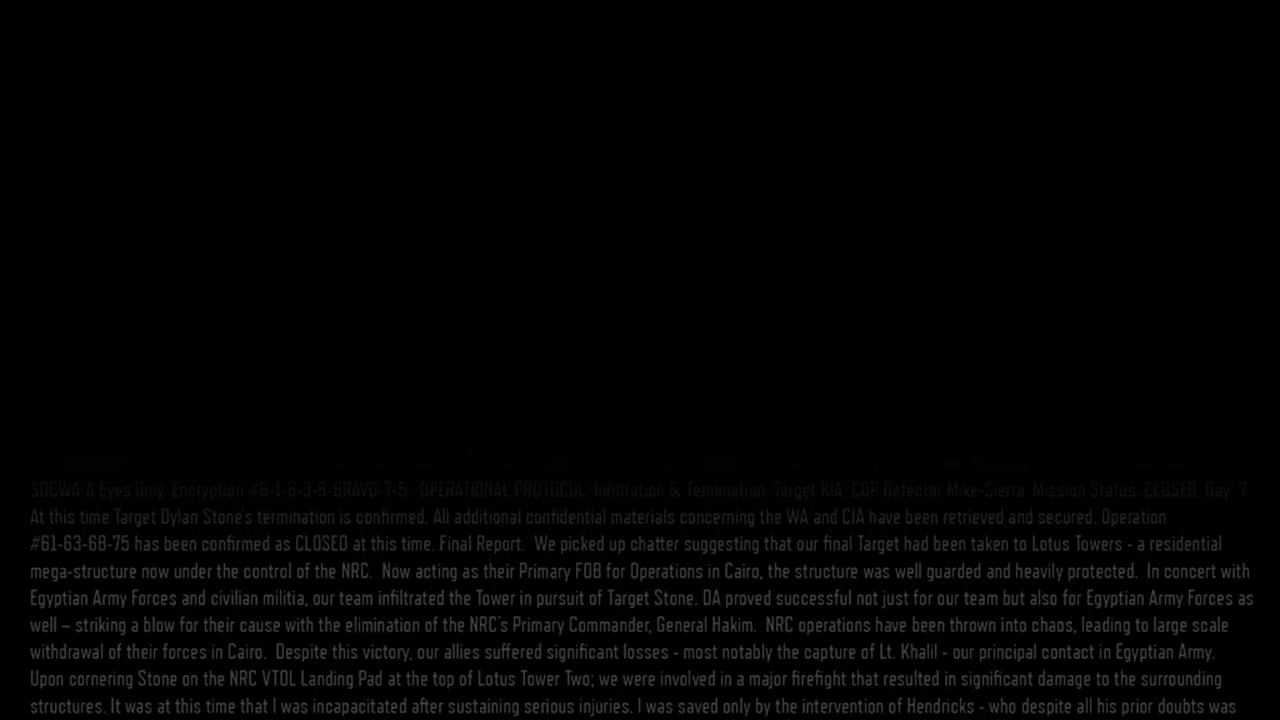 SOCWA-A Eyes Only, Encryption #6-1-6-3-6-BRAVO-7-5. OPERATIONAL PROTOCOL: Infiltration & Termination. Target KIA: COP Defector Mike-Sierra. Mission Status: CLOSED. Day 7.
At this time Target Dylan Stone's termination is confirmed. All additional confidential materials concerning the WA and CIA have been retrieved and secured. Operation
#61-63-6B-75 has been confirmed as CLOSED at this time. Final Report.  We picked up chatter suggesting that our final Target had been taken to Lotus Towers - a residential
mega-structure now under the control of the NRC.  Now acting as their Primary FOB for Operations in Cairo, the structure was well guarded and heavily protected.  In concert with
Egyptian Army Forces and civilian militia, our team infiltrated the Tower in pursuit of Target Stone. DA proved successful not just for our team but also for Egyptian Army Forces as
well – striking a blow for their cause with the elimination of the NRC's Primary Commander, General Hakim.  NRC operations have been thrown into chaos, leading to large scale
withdrawal of their forces in Cairo.  Despite this victory, our allies suffered significant losses - most notably the capture of Lt. Khalil - our principal contact in Egyptian Army.
Upon cornering Stone on the NRC VTOL Landing Pad at the top of Lotus Tower Two; we were involved in a major firefight that resulted in significant damage to the surrounding
structures. It was at this time that I was incapacitated after sustaining serious injuries. I was saved only by the intervention of Hendricks - who despite all his prior doubts was